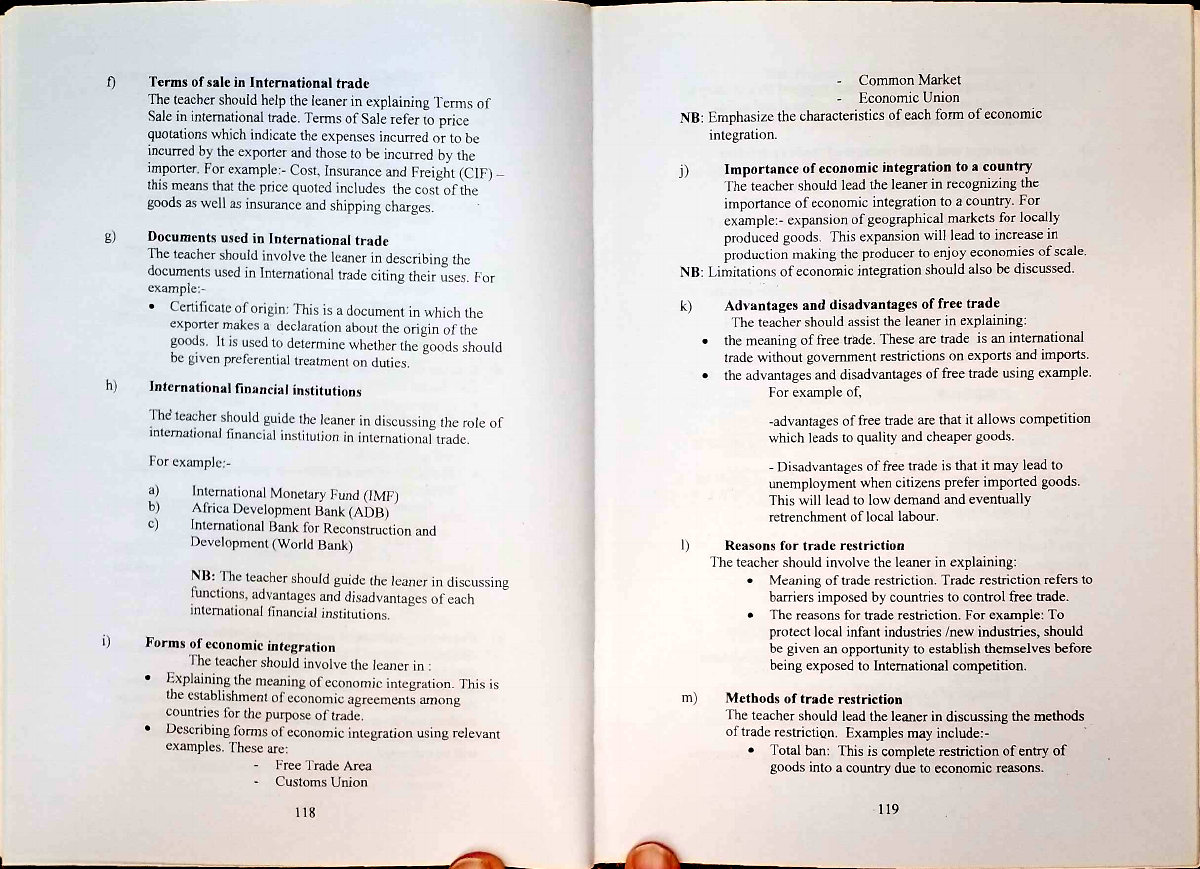 f) Terms of sale in International trade
The teacher should help the leaner in explaining Terms of
Sale in international trade. Terms of Sale refer to price
quotations which indicate the expenses incurred or to be
incurred by the exporter and those to be incurred by the
importer. For example:- Cost, Insurance and Freight (CIF) –
this means that the price quoted includes the cost of the
goods as well as insurance and shipping charges.
g) Documents used in International trade
The teacher should involve the leaner in describing the
documents used in International trade citing their uses. For
example:-
• Certificate of origin: This is a document in which the
exporter makes a declaration about the origin of the
goods. It is used to determine whether the goods should
be given preferential treatment on duties.
h) International financial institutions
The teacher should guide the leaner in discussing the role of
international financial institution in international trade.
For example:-
a) International Monetary Fund (IMF)
b) Africa Development Bank (ADB)
c) International Bank for Reconstruction and
Development (World Bank)
NB: The teacher should guide the leaner in discussing
functions, advantages and disadvantages of each
international financial institutions.
i) Forms of economic integration
The teacher should involve the leaner in :
• Explaining the meaning of economic integration. This is
the establishment of economic agreements among
countries for the purpose of trade.
• Describing forms of economic integration using relevant
examples. These are:
- Free Trade Area
- Customs Union
118
- Common Market
- Economic Union
NB: Emphasize the characteristics of each form of economic
integration.
j) Importance of economic integration to a country
The teacher should lead the leaner in recognizing the
importance of economic integration to a country. For
example:- expansion of geographical markets for locally
produced goods. This expansion will lead to increase in
production making the producer to enjoy economies of scale.
NB: Limitations of economic integration should also be discussed.
k) Advantages and disadvantages of free trade
The teacher should assist the leaner in explaining:
• the meaning of free trade. These are trade is an international
trade without government restrictions on exports and imports.
• the advantages and disadvantages of free trade using example.
For example of,
-advantages of free trade are that it allows competition
which leads to quality and cheaper goods.
- Disadvantages of free trade is that it may lead to
unemployment when citizens prefer imported goods.
This will lead to low demand and eventually
retrenchment of local labour.
l) Reasons for trade restriction
The teacher should involve the leaner in explaining:
• Meaning of trade restriction. Trade restriction refers to
barriers imposed by countries to control free trade.
• The reasons for trade restriction. For example: To
protect local infant industries /new industries, should
be given an opportunity to establish themselves before
being exposed to International competition.
m) Methods of trade restriction
The teacher should lead the leaner in discussing the methods
of trade restriction. Examples may include:-
• Total ban: This is complete restriction of entry of
goods into a country due to economic reasons.
119